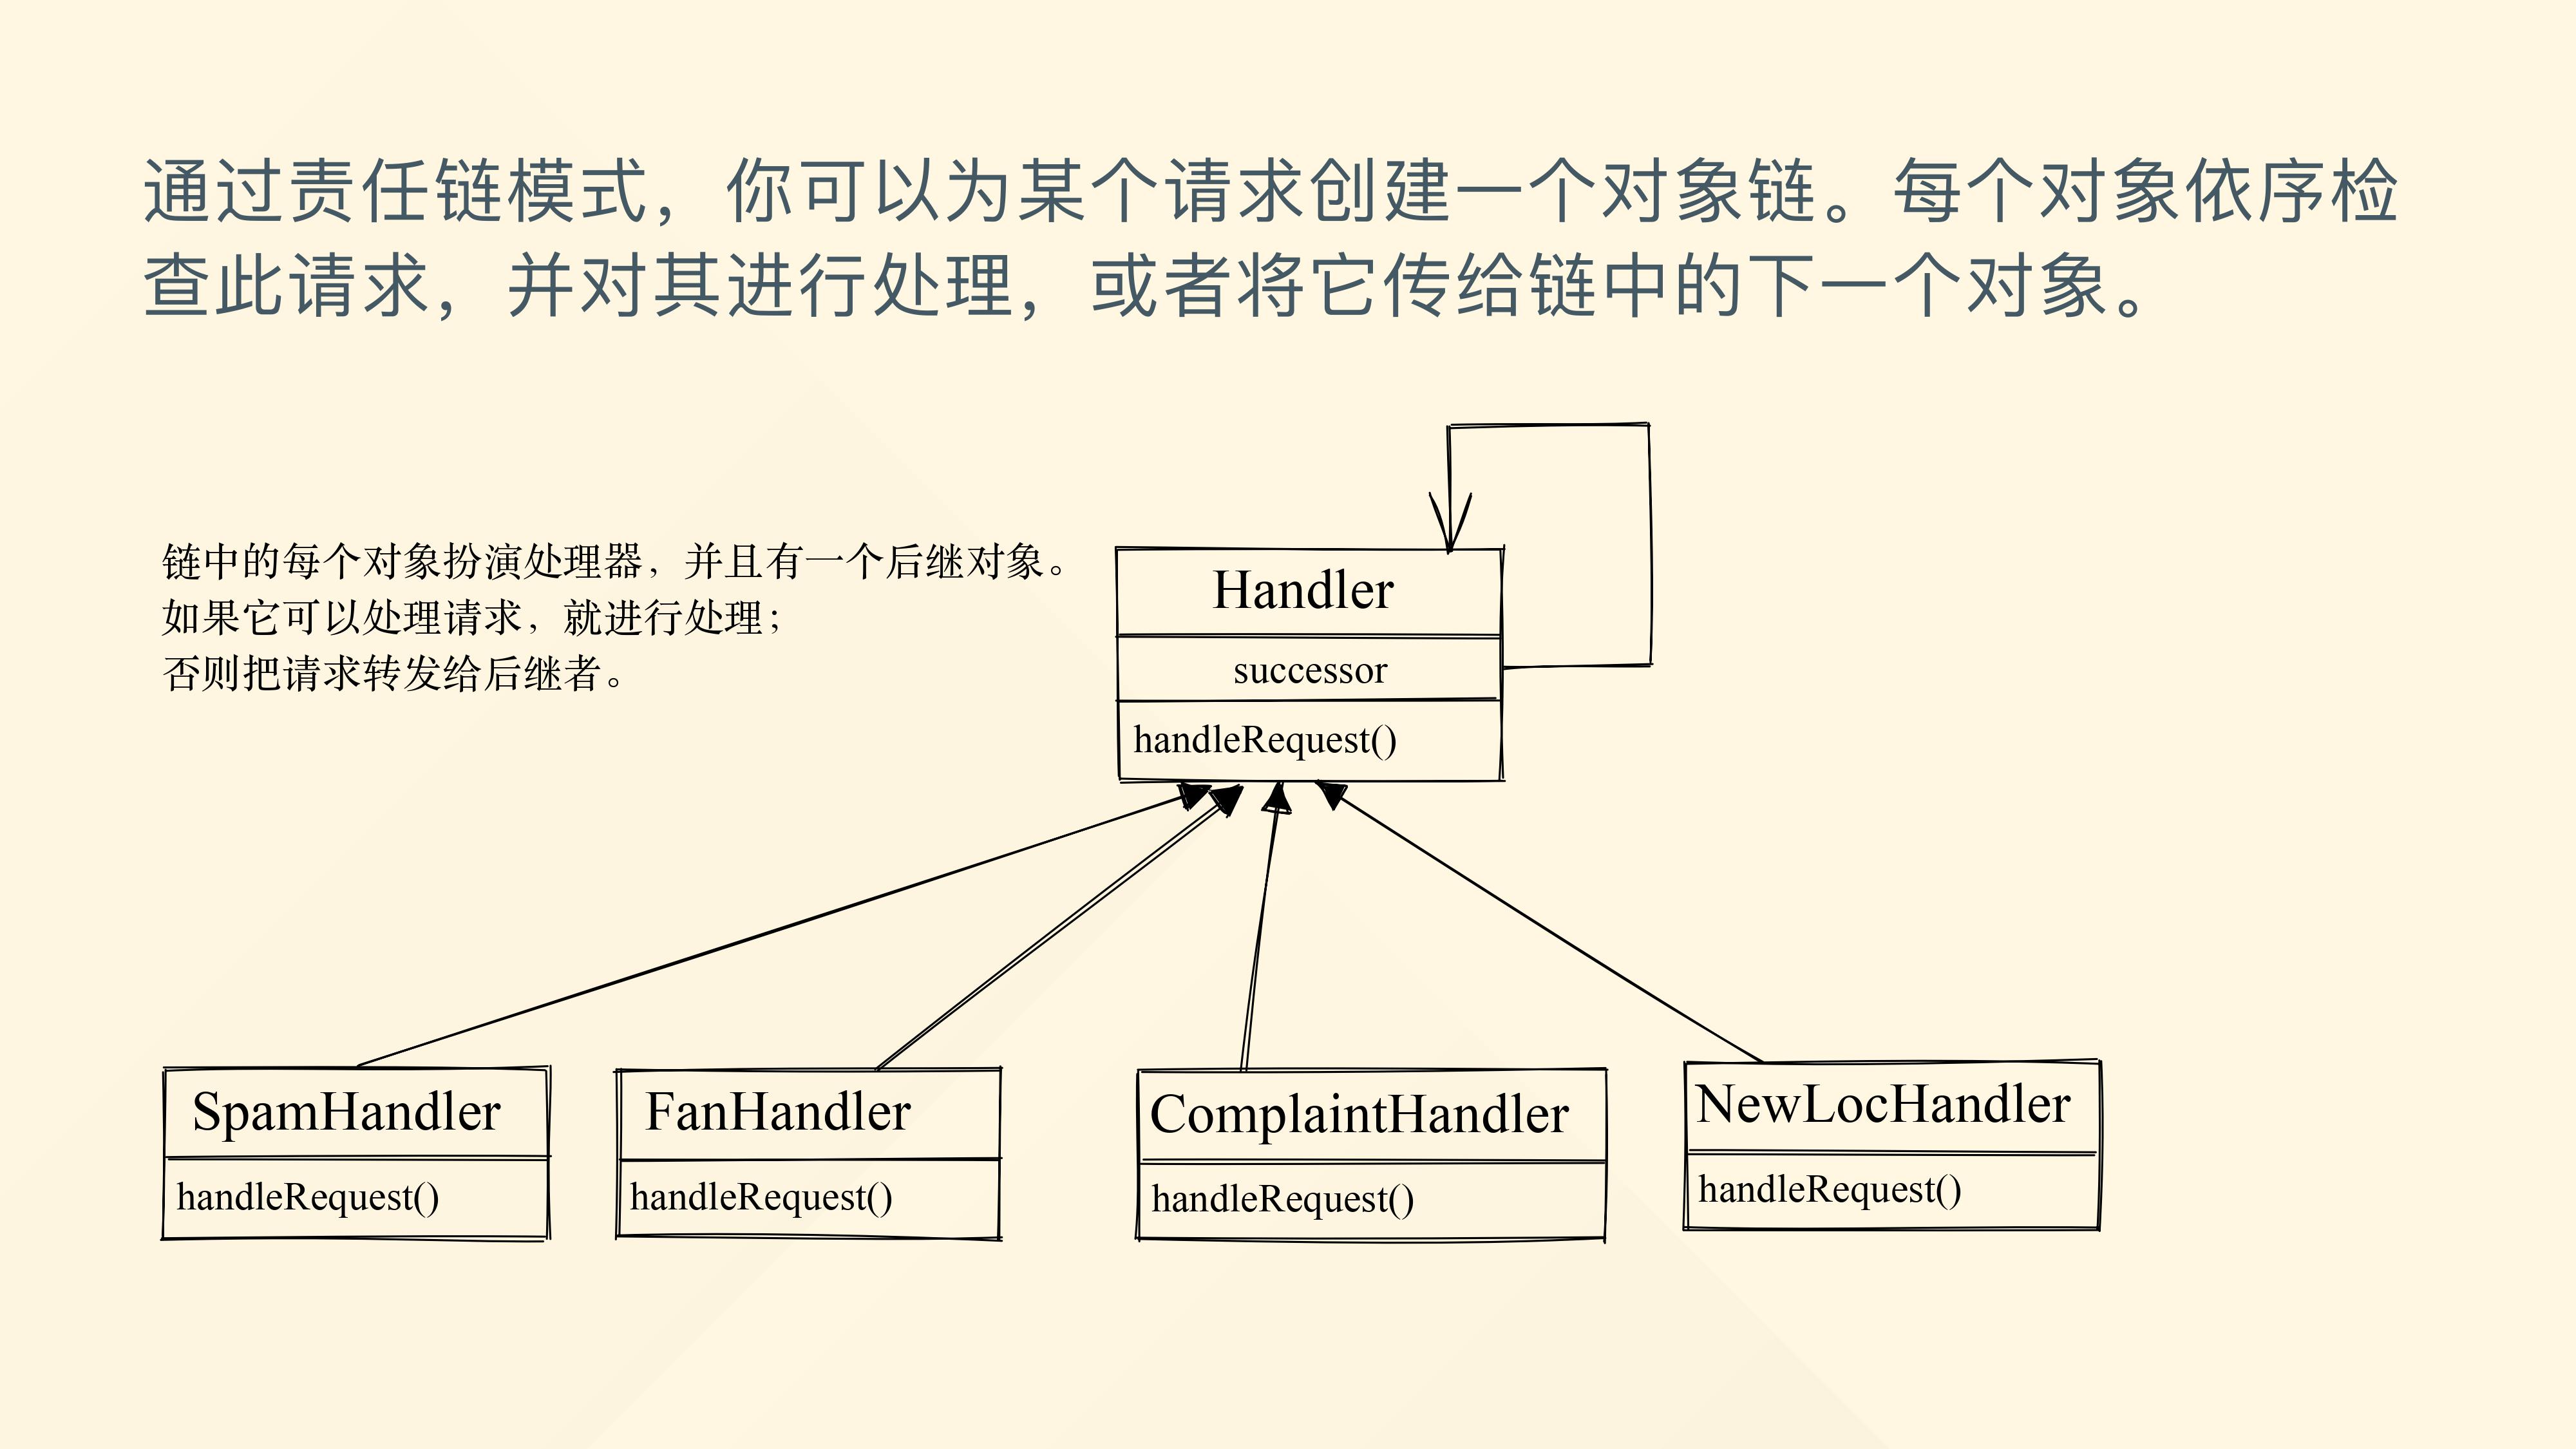 通过责任链模式，你可以为某个请求创建一个对象链。每个对象依序检
查此请求，并对其进行处理，或者将它传给链中的下一个对象。
链中的每个对象扮演处理器，并且有一个后继对象。
如果它可以处理请求，就进行处理；
否则把请求转发给后继者。
Handler
successor
handleRequest()
SpamHandler
handleRequest()
FanHandler
handleRequest()
ComplaintHandler
handleRequest()
NewLocHandler
handleRequest()